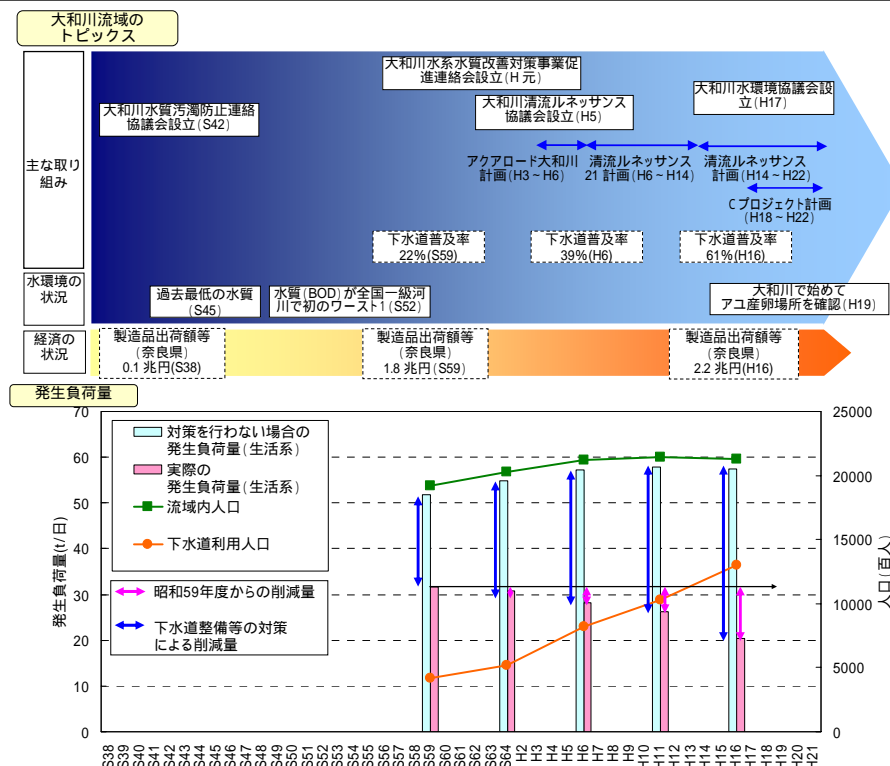 大和川流域の
トピックス
主な取り
組み
大和川水質汚濁防止連絡
協議会設立(S42)
大和川水系水質改善対策事業促
進連絡会設立(H元)
大和川清流ルネッサンス
協議会設立(H5)
大和川水環境協議会設
立(H17)
アクアロード大和川
計画(H3～H6)
清流ルネッサンス
21計画(H6～H14)
清流ルネッサンス
計画(H14～H22)
Cプロジェクト計画
(H18～H22)
下水道普及率
22%(S59)
下水道普及率
39%(H6)
下水道普及率
61%(H16)
水環境の
状況
過去最低の水質
(S45)
水質(BOD)が全国一級河
川で初のワースト1(S52)
大和川で始めて
アユ産卵場所を確認(H19)
経済の
状況
製造品出荷額等
(奈良県)
0.1兆円(S38)
製造品出荷額等
(奈良県)
1.8兆円(S59)
製造品出荷額等
(奈良県)
2.2兆円(H16)
発生負荷量
発生負荷量(t/日)
70
60
50
40
30
20
10
0
対策を行わない場合の
発生負荷量(生活系)
実際の
発生負荷量(生活系)
流域内人口
下水道利用人口
昭和59年度からの削減量
下水道整備等の対策
による削減量
25000
20000
15000
10000
5000
0
人口(百人)
S38 S39 S40 S41 S42 S43 S44 S45 S46 S47 S48 S49 S50 S51 S52 S53 S54 S55 S56 S57 S58 S59 S60 S61 S62 S63 S64 H2 H3 H4 H5 H6 H7 H8 H9 H10 H11 H12 H13 H14 H15 H16 H17 H18 H19 H20 H21